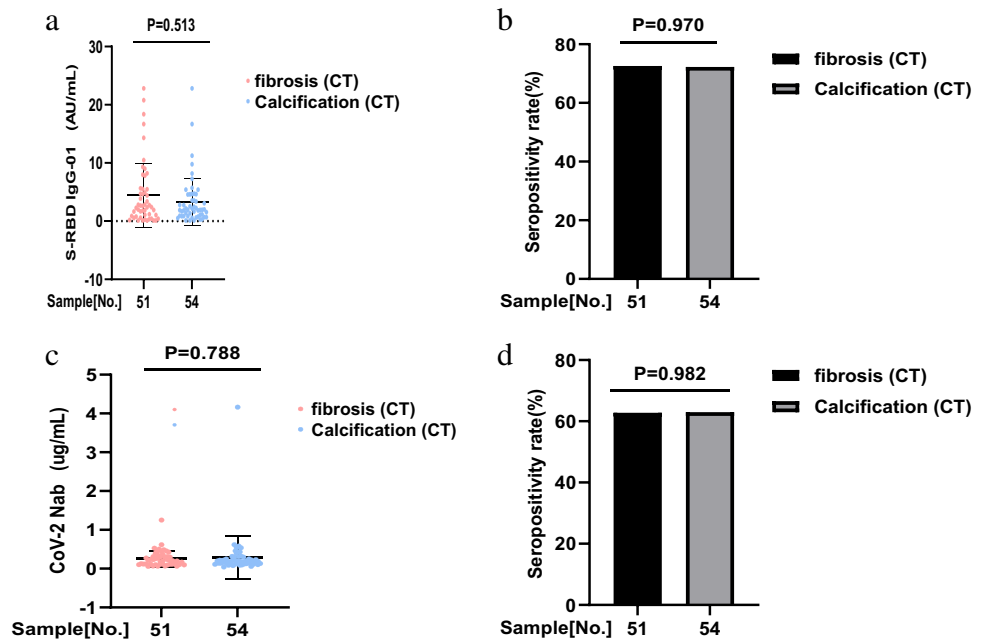 a
P=0.513
S-RBD IgG-01 (AU/mL)
30
20
10
0
-10
fibrosis (CT)
Calcification (CT)
Sample[No.] 51 54
b
P=0.970
Seropositivity rate(%)
80
60
40
20
0
fibrosis (CT)
Calcification (CT)
Sample[No.] 51 54
c
P=0.788
CoV-2 Nab (ug/mL)
5
4
3
2
1
0
-1
fibrosis (CT)
Calcification (CT)
Sample[No.] 51 54
d
P=0.982
Seropositivity rate(%)
80
60
40
20
0
fibrosis (CT)
Calcification (CT)
Sample[No.] 51 54